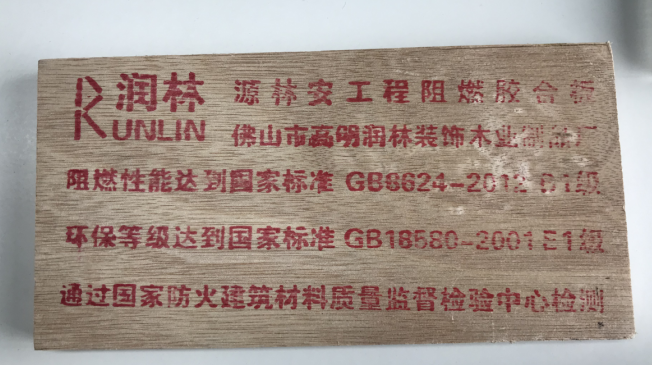 润林 源林安工程阻燃胶合板
RUNLIN 佛山市高明润林装饰木业制品厂
阻燃性能达到国家标准 GB8624-2012 B1级
环保等级达到国家标准 GB18580-2001 E1级
通过国家防火建筑材料质量监督检验中心检测